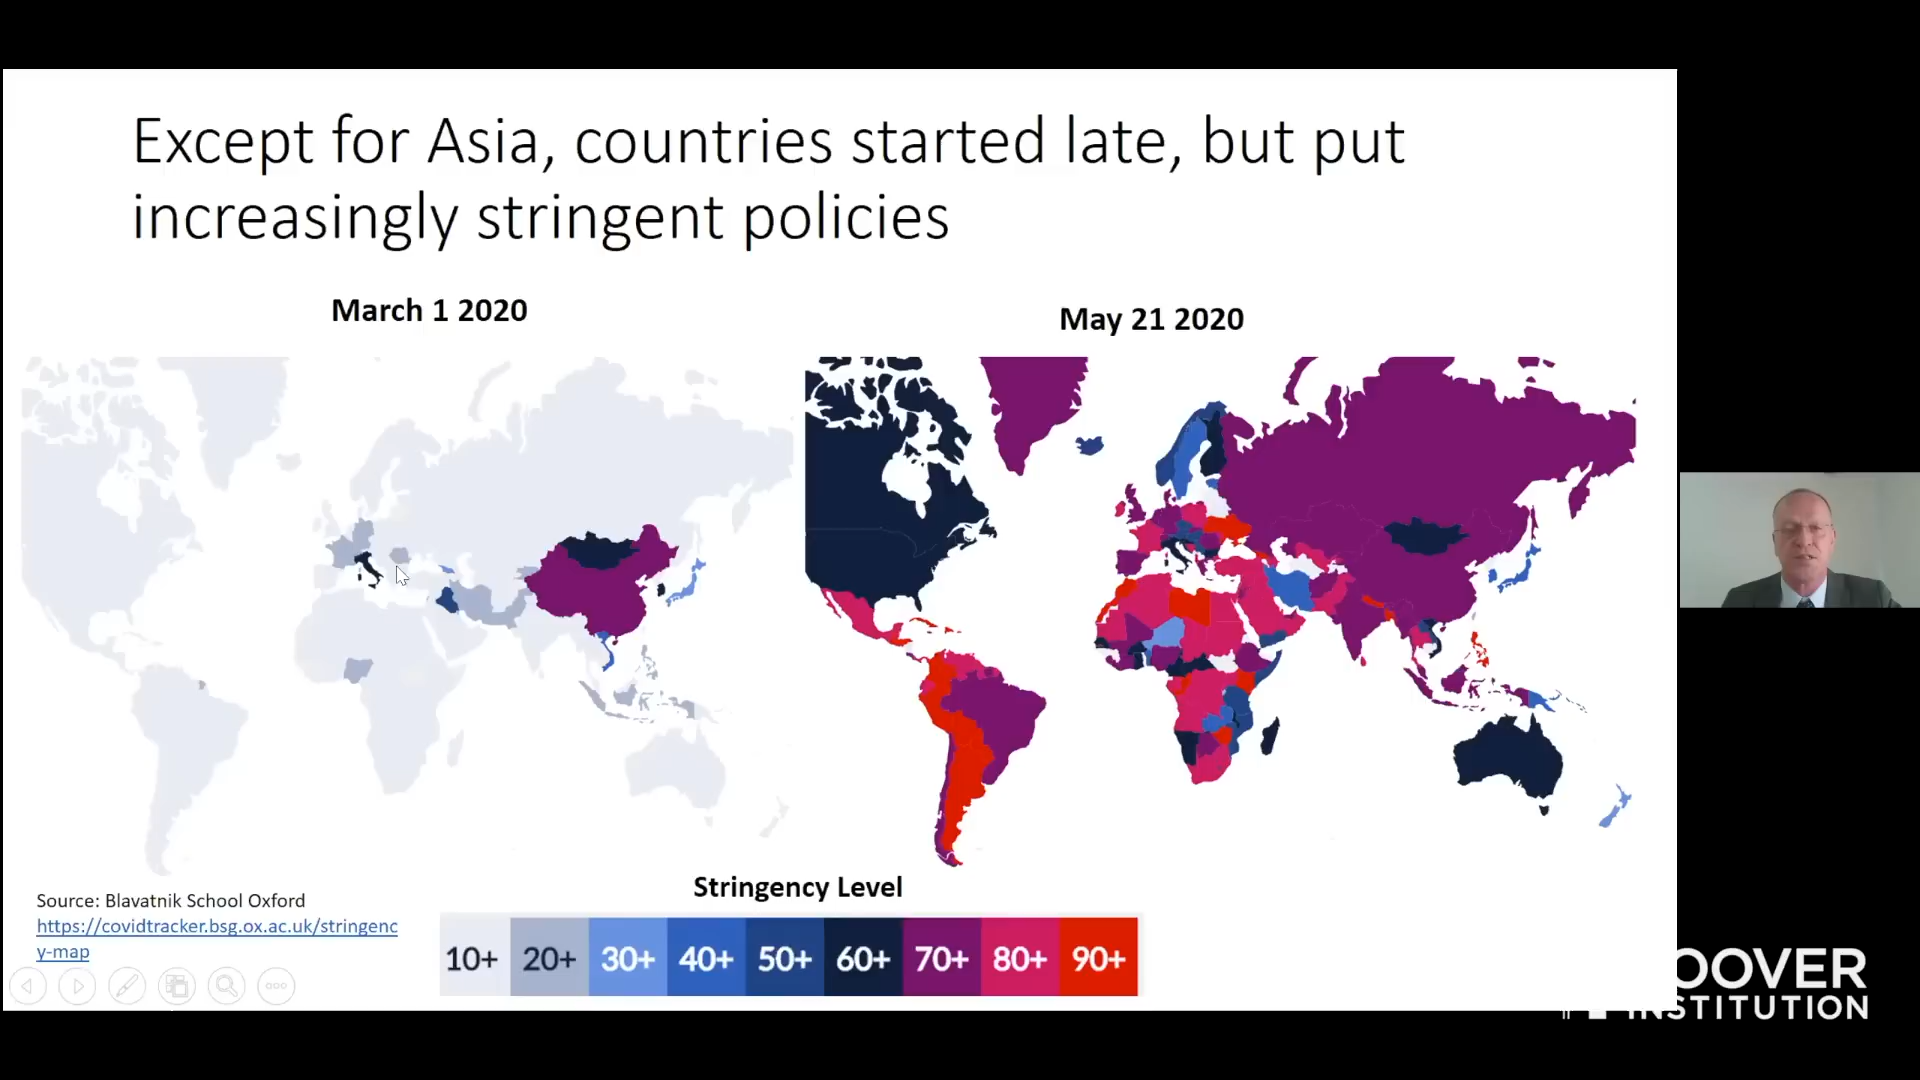 Except for Asia, countries started late, but put
increasingly stringent policies
March 1 2020
May 21 2020
Stringency Level
Source: Blavatnik School Oxford
https://covidtracker.bsg.ox.ac.uk/stringenc
y-map
10+ 20+ 30+ 40+ 50+ 60+ 70+ 80+ 90+
OOVER
INSTITUTION